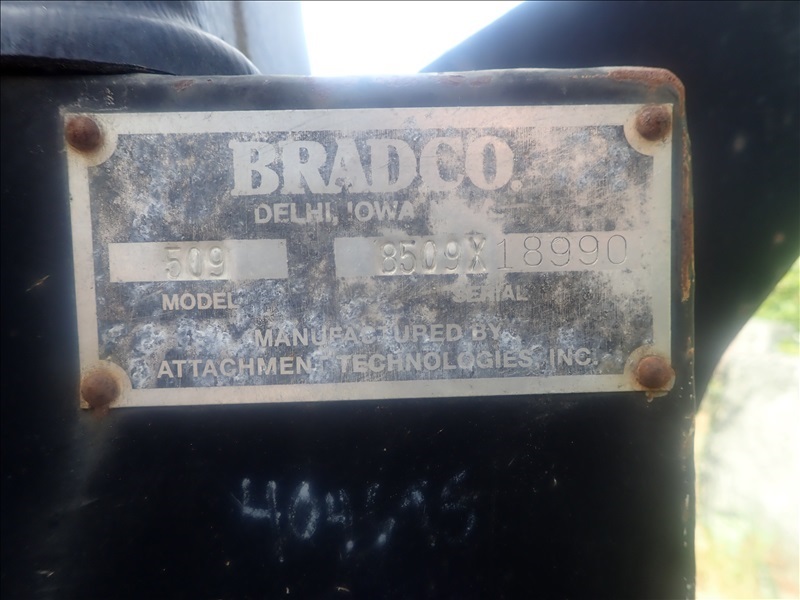 BRADCO.
DELHI, IOWA
509 8509X18990
MODEL SERIAL
MANUFACTURED BY
ATTACHMENT TECHNOLOGIES, INC.